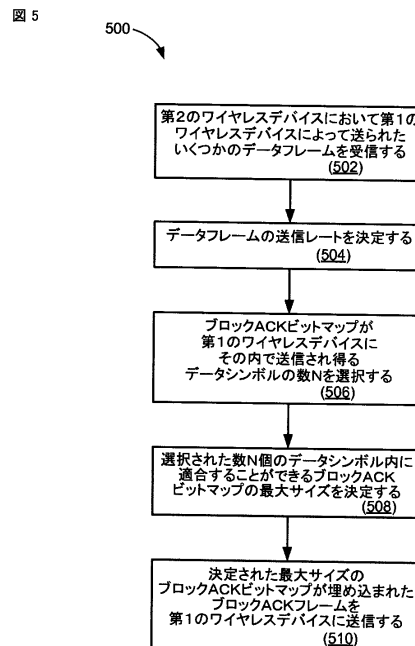 図 5
500
第2のワイヤレスデバイスにおいて第1の
ワイヤレスデバイスによって送られた
いくつかのデータフレームを受信する
(502)
データフレームの送信レートを決定する
(504)
ブロックACKビットマップが
第1のワイヤレスデバイスに
その内で送信され得る
データシンボルの数Nを選択する
(506)
選択された数N個のデータシンボル内に
適合することができるブロックACK
ビットマップの最大サイズを決定する
(508)
決定された最大サイズの
ブロックACKビットマップが埋め込まれた
ブロックACKフレームを
第1のワイヤレスデバイスに送信する
(510)